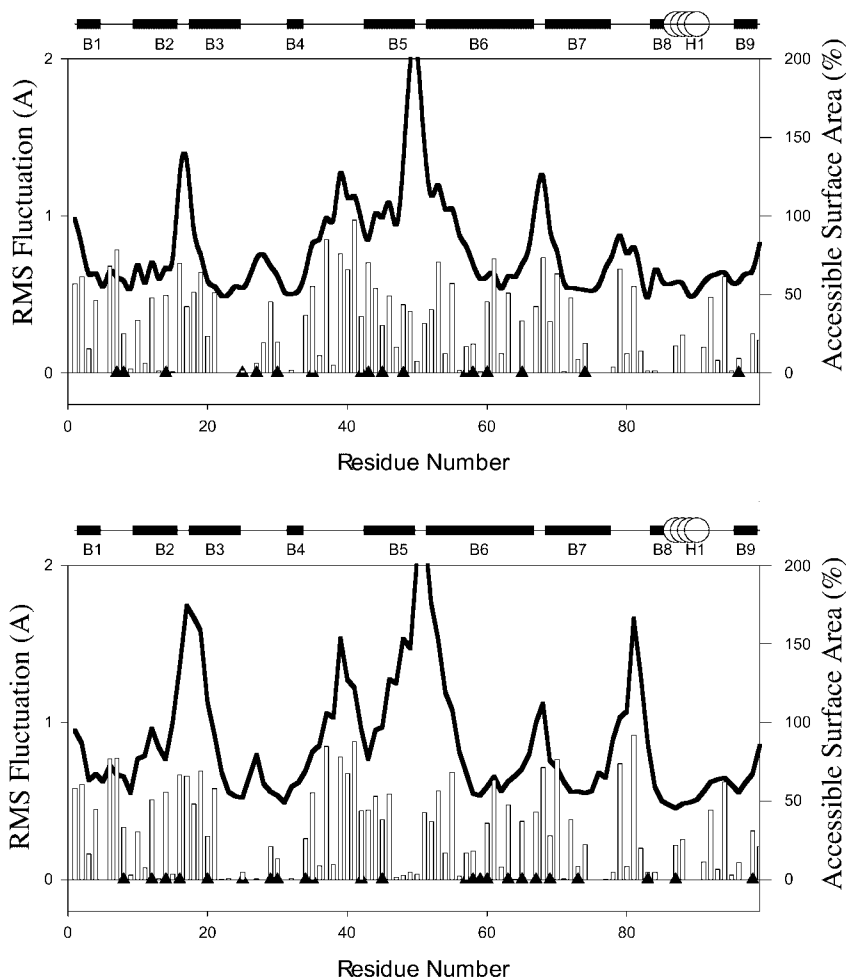 B1 B2 B3 B4 B5 B6 B7 B8 H1 B9
2 200
150
1 100
50
0 0
RMS Fluctuation (A)
Accessible Surface Area (%)
0 20 40 60 80
Residue Number
B1 B2 B3 B4 B5 B6 B7 B8 H1 B9
2 200
150
1 100
50
0 0
RMS Fluctuation (A)
Accessible Surface Area (%)
0 20 40 60 80
Residue Number